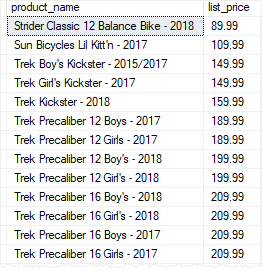 product_name list_price
Strider Classic 12 Balance Bike - 2018 89.99
Sun Bicycles Lil Kitt'n - 2017 109.99
Trek Boy's Kickster - 2015/2017 149.99
Trek Girl's Kickster - 2017 149.99
Trek Kickster - 2018 159.99
Trek Precaliber 12 Boys - 2017 189.99
Trek Precaliber 12 Girls - 2017 189.99
Trek Precaliber 12 Boy's - 2018 199.99
Trek Precaliber 12 Girl's - 2018 199.99
Trek Precaliber 16 Boy's - 2018 209.99
Trek Precaliber 16 Girl's - 2018 209.99
Trek Precaliber 16 Boys - 2017 209.99
Trek Precaliber 16 Girls - 2017 209.99